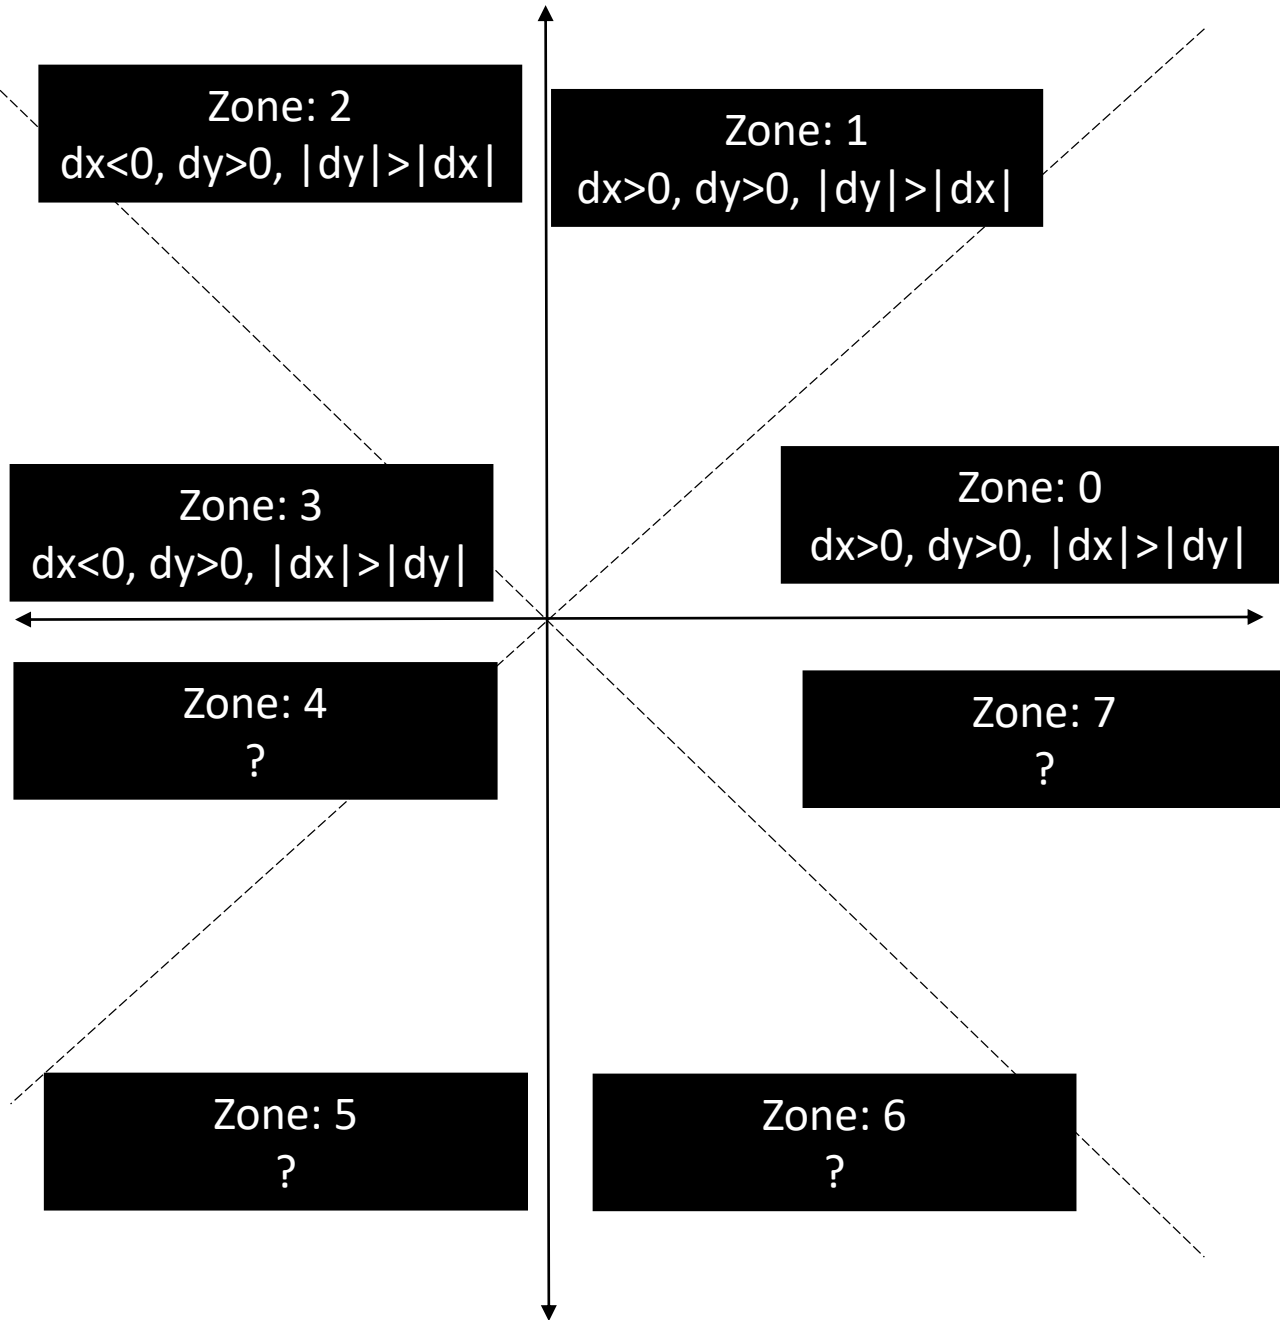 Zone: 2
dx<0, dy>0, |dy|>|dx|
Zone: 1
dx>0, dy>0, |dy|>|dx|
Zone: 3
dx<0, dy>0, |dx|>|dy|
Zone: 0
dx>0, dy>0, |dx|>|dy|
Zone: 4
?
Zone: 7
?
Zone: 5
?
Zone: 6
?